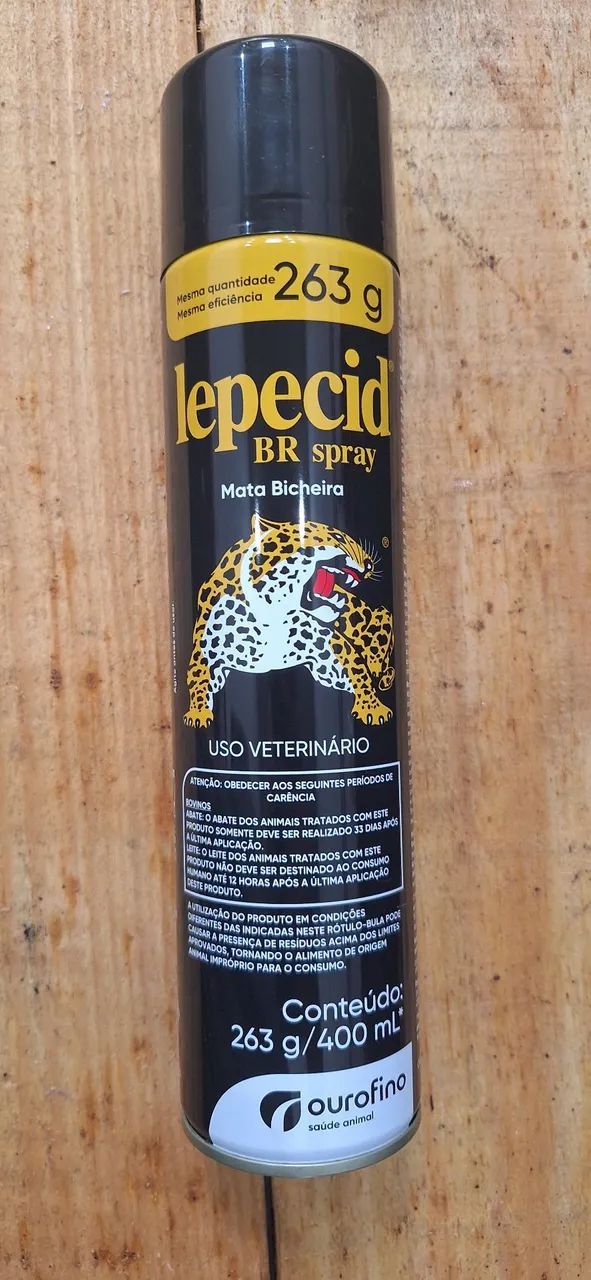 Mesma quantidade 263 g
Mesma eficiência
lepecid®
BR spray
Mata Bicheira
®
Agite antes de usar.
USO VETERINÁRIO
ATENÇÃO: OBEDECER AOS SEGUINTES PERÍODOS DE
CARÊNCIA
BOVINOS
ABATE: O ABATE DOS ANIMAIS TRATADOS COM ESTE
PRODUTO SOMENTE DEVE SER REALIZADO 33 DIAS APÓS
A ÚLTIMA APLICAÇÃO.
LEITE: O LEITE DOS ANIMAIS TRATADOS COM ESTE
PRODUTO NÃO DEVE SER DESTINADO AO CONSUMO
HUMANO ATÉ 12 HORAS APÓS A ÚLTIMA APLICAÇÃO
DESTE PRODUTO.
A UTILIZAÇÃO DO PRODUTO EM CONDIÇÕES
DIFERENTES DAS INDICADAS NESTE RÓTULO-BULA PODE
CAUSAR A PRESENÇA DE RESÍDUOS ACIMA DOS LIMITES
APROVADOS, TORNANDO O ALIMENTO DE ORIGEM
ANIMAL IMPRÓPRIO PARA O CONSUMO.
Conteúdo:
263 g/400 mL*
ourofino
saúde animal